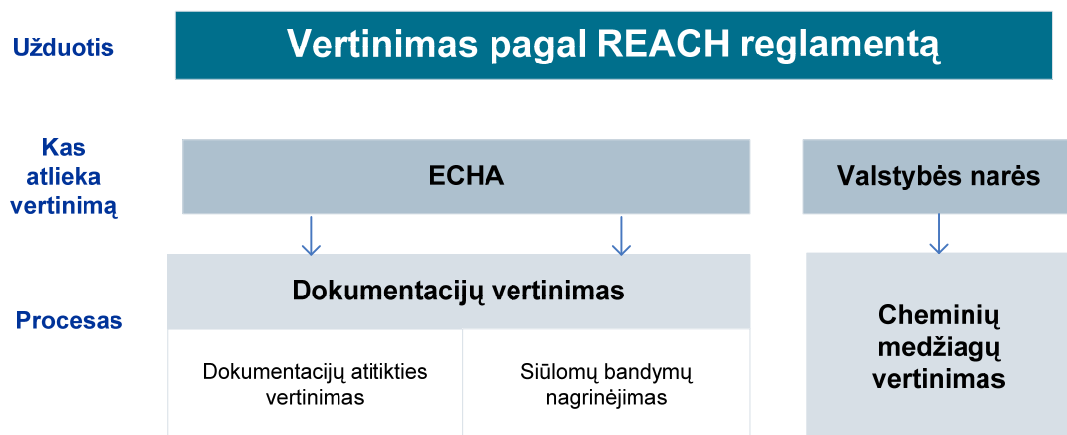 Užduotis
Vertinimas pagal REACH reglamentą
Kas
atlieka
vertinimą
ECHA
Valstybės narės
Procesas
Dokumentacijų vertinimas
Dokumentacijų atitikties
vertinimas
Siūlomų bandymų
nagrinėjimas
Cheminių
medžiagų
vertinimas